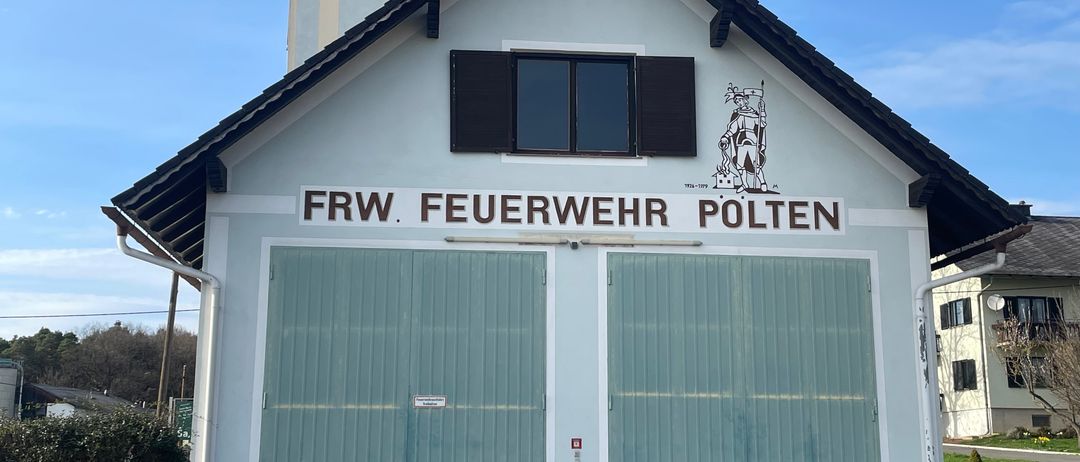 1926-1979 M
FRW. FEUERWEHR PÖLTEN